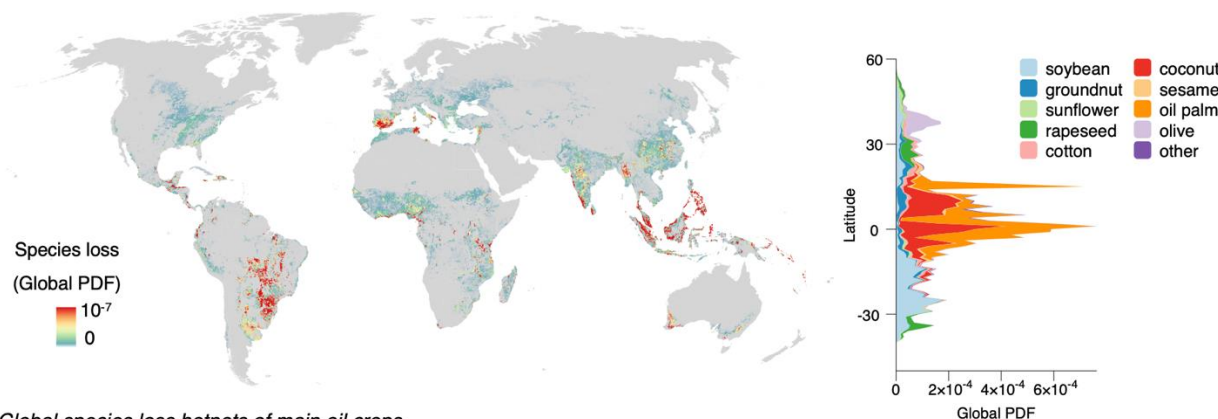 Species loss
(Global PDF)
10-7
0
60
30
0
-30
Latitude
soybean
groundnut
sunflower
rapeseed
cotton
coconut
sesame
oil palm
olive
other
0
2×10-4
4×10-4
6×10-4
Global PDF
Global species loss hotpots of main oil crops